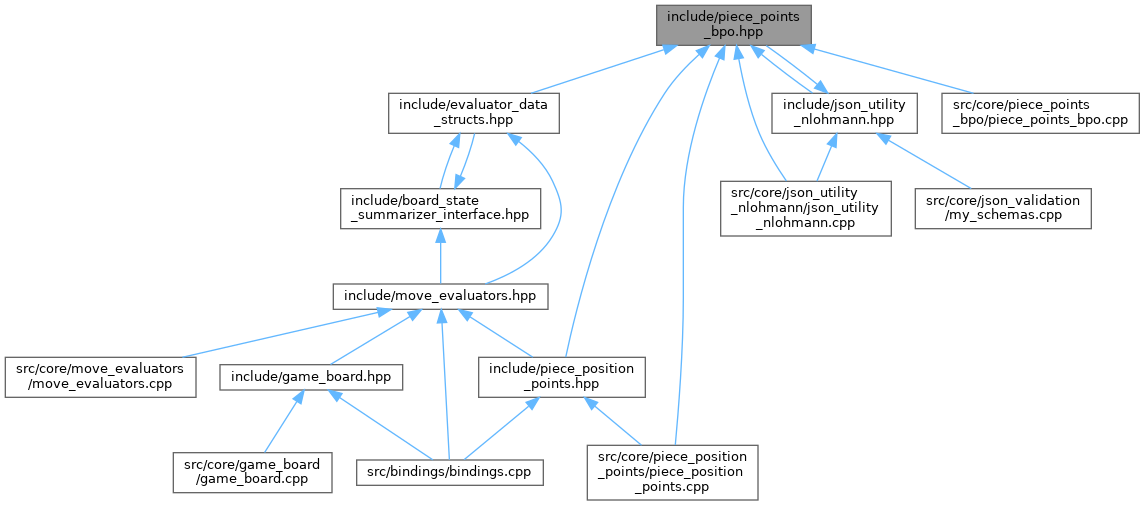 include/piece_points
_bpo.hpp
include/evaluator_data
_structs.hpp
include/json_utility
_nlohmann.hpp
src/core/piece_points
_bpo/piece_points_bpo.cpp
include/board_state
_summarizer_interface.hpp
src/core/json_utility
_nlohmann/json_utility
_nlohmann.cpp
src/core/json_validation
/my_schemas.cpp
include/move_evaluators.hpp
src/core/move_evaluators
/move_evaluators.cpp
include/game_board.hpp
include/piece_position
_points.hpp
src/core/game_board
/game_board.cpp
src/bindings/bindings.cpp
src/core/piece_position
_points/piece_position
_points.cpp